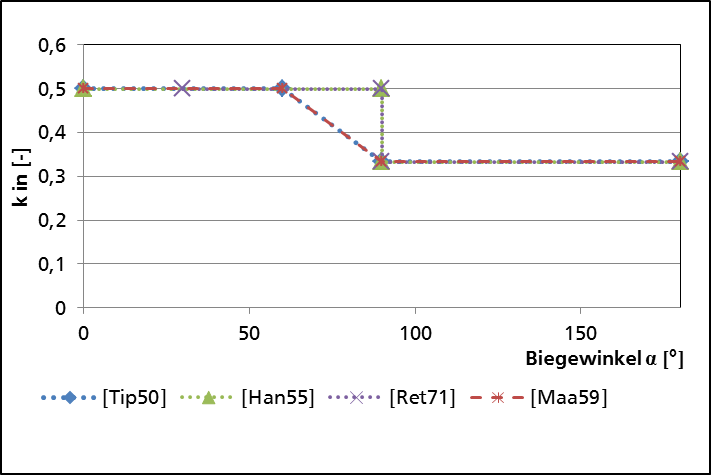 0,6
0,5
0,4
0,3
0,2
0,1
0
k in [-]
0 50 100 150
Biegewinkel α [°]
[Tip50] [Han55] [Ret71] [Maa59]